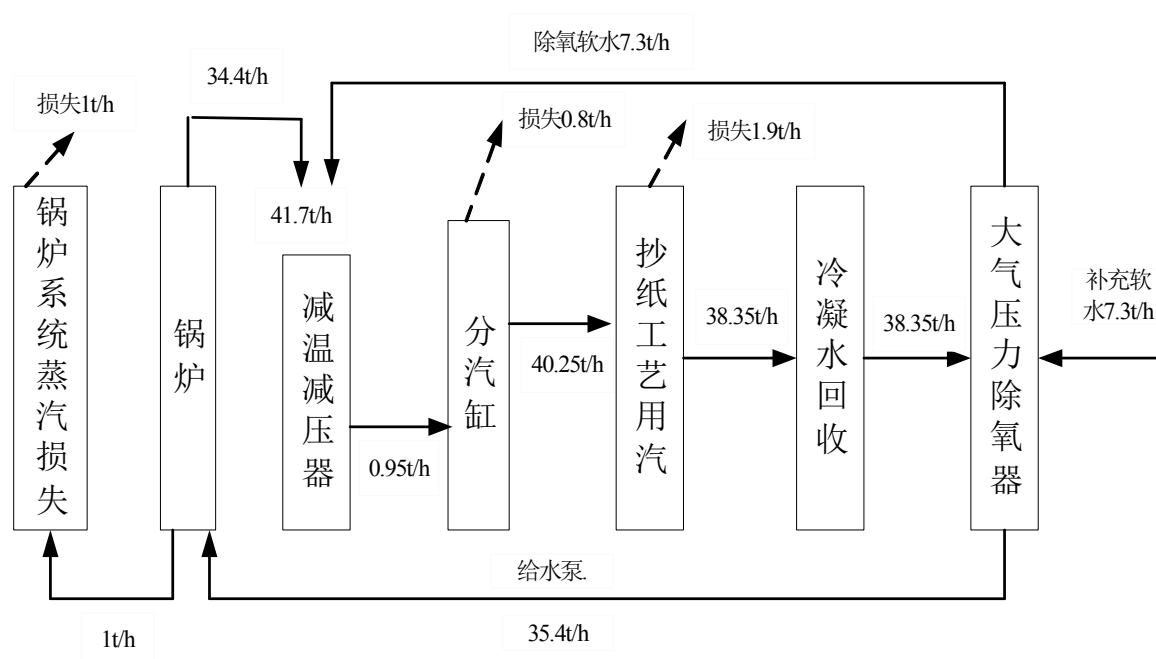 除氧软水7.3t/h
34.4t/h
损失1t/h
损失0.8t/h
损失1.9t/h
41.7t/h
锅炉系统蒸汽损失
锅炉
减温减压器
分汽缸
抄纸工艺用汽
冷凝水回收
大气压力除氧器
补充软
水7.3t/h
38.35t/h
38.35t/h
40.25t/h
0.95t/h
给水泵.
1t/h
35.4t/h